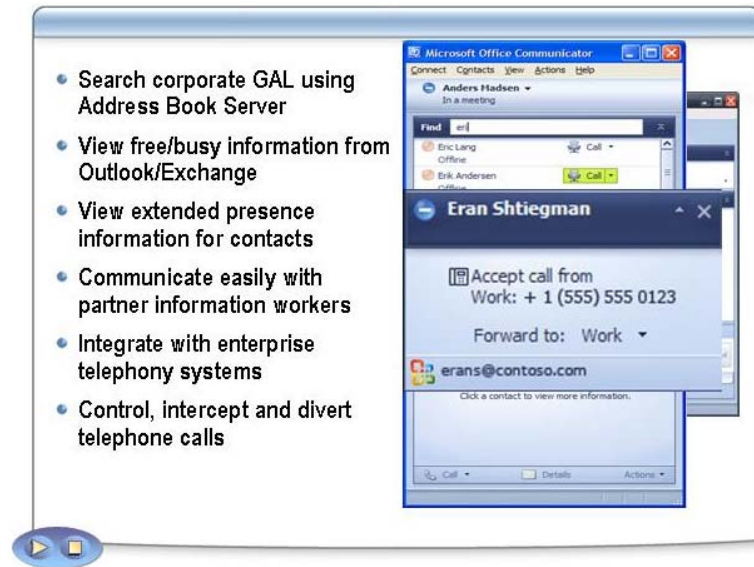 Search corporate GAL using
Address Book Server
View free/busy information from
Outlook/Exchange
View extended presence
information for contacts
Communicate easily with
partner information workers
Integrate with enterprise
telephony systems
Control, intercept and divert
telephone calls
Microsoft Office Communicator
Connect Contacts View Actions Help
Anders Madsen
In a meeting
Find eri
Eric Lang Call
Offline
Erik Andersen Call
Offline
Eran Shtiegman
Accept call from
Work: + 1 (555) 555 0123
Forward to: Work
erans@contoso.com
Click a contact to view more information.
Call Details Actions